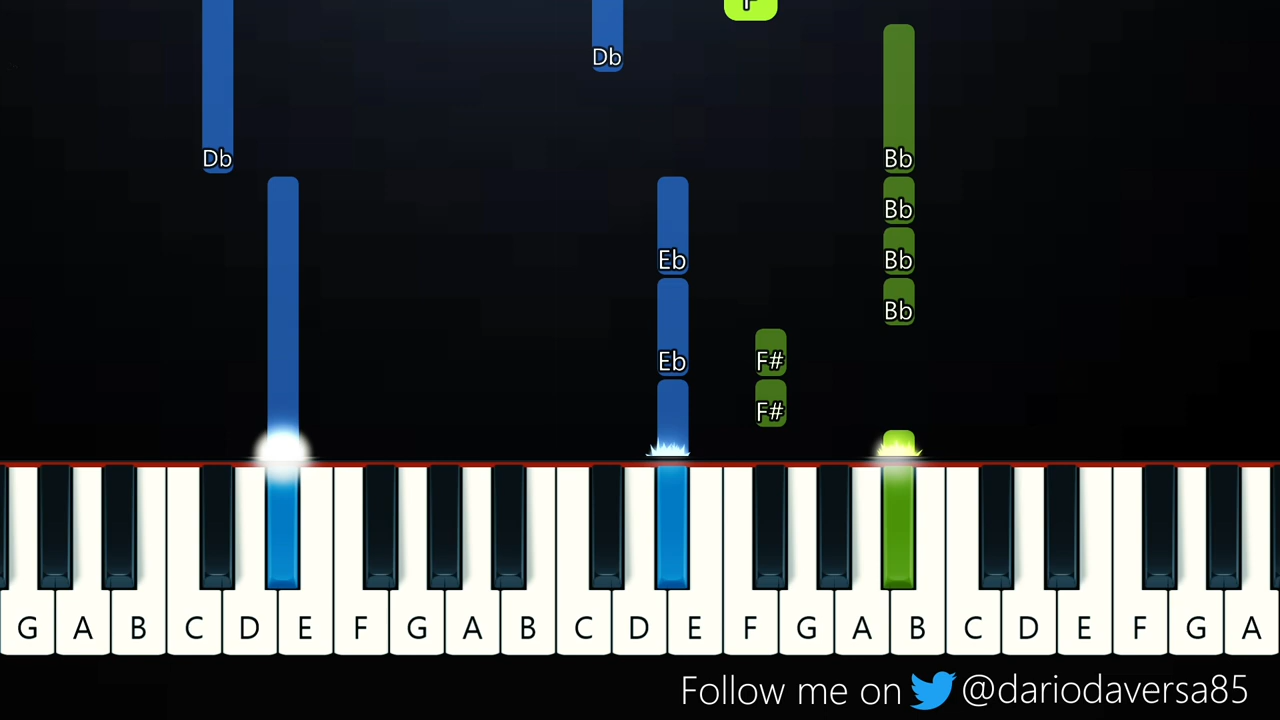 F
Db
Db
Bb
Bb
Eb Bb
Bb
Eb F#
F#
G A B C D E F G A B C D E F G A B C D E F G A
Follow me on @dariodaversa85